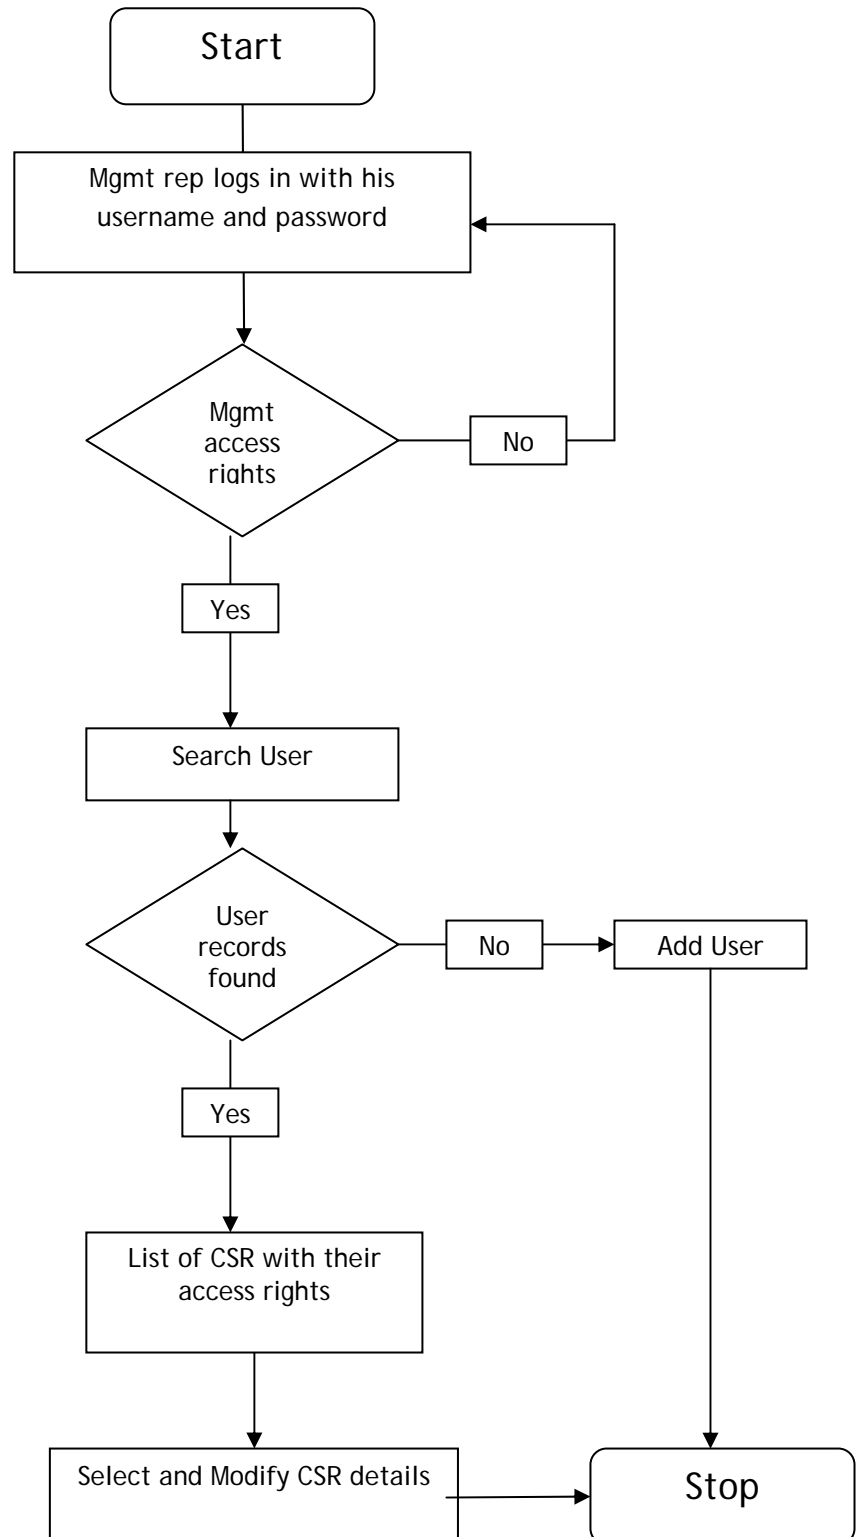 Start
Mgmt rep logs in with his
username and password
Mgmt
access
rights
No
Yes
Search User
User
records
found
No
Add User
Yes
List of CSR with their
access rights
Select and Modify CSR details
Stop